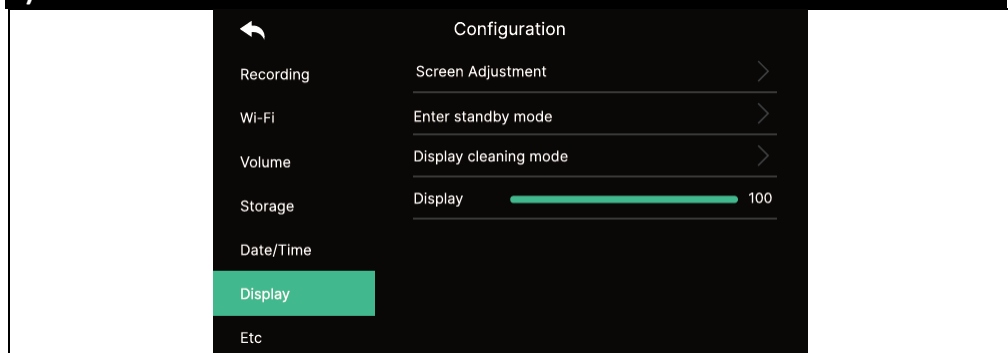 Configuration
Recording
Wi-Fi
Volume
Storage
Date/Time
Display
Etc
Screen Adjustment
Enter standby mode
Display cleaning mode
Display 100